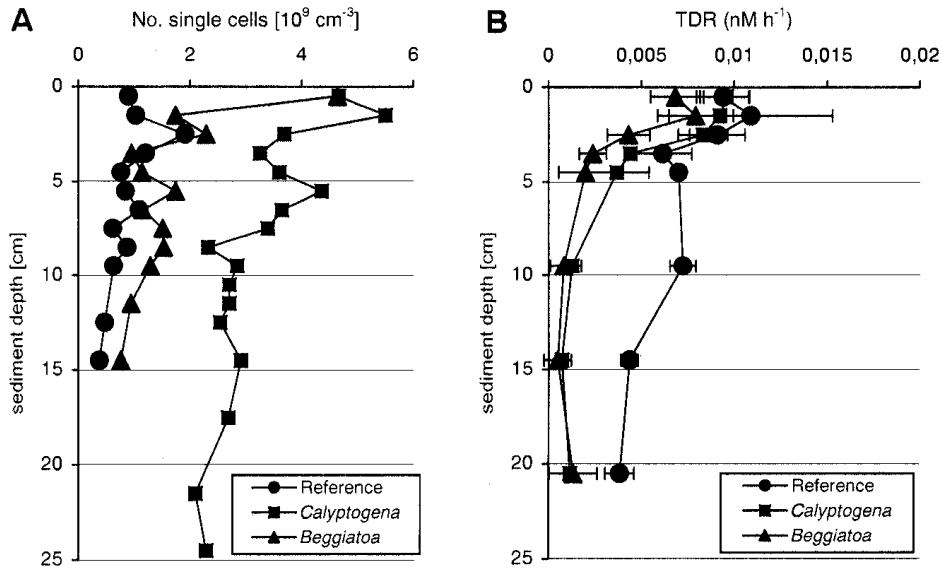 A
No. single cells [10⁹ cm⁻³]
0 2 4 6
0
5
10
15
20
25
sediment depth [cm]
Reference
Calyptogena
Beggiatoa
B
TDR (nM h⁻¹)
0 0,005 0,01 0,015 0,02
0
5
10
15
20
25
sediment depth [cm]
Reference
Calyptogena
Beggiatoa